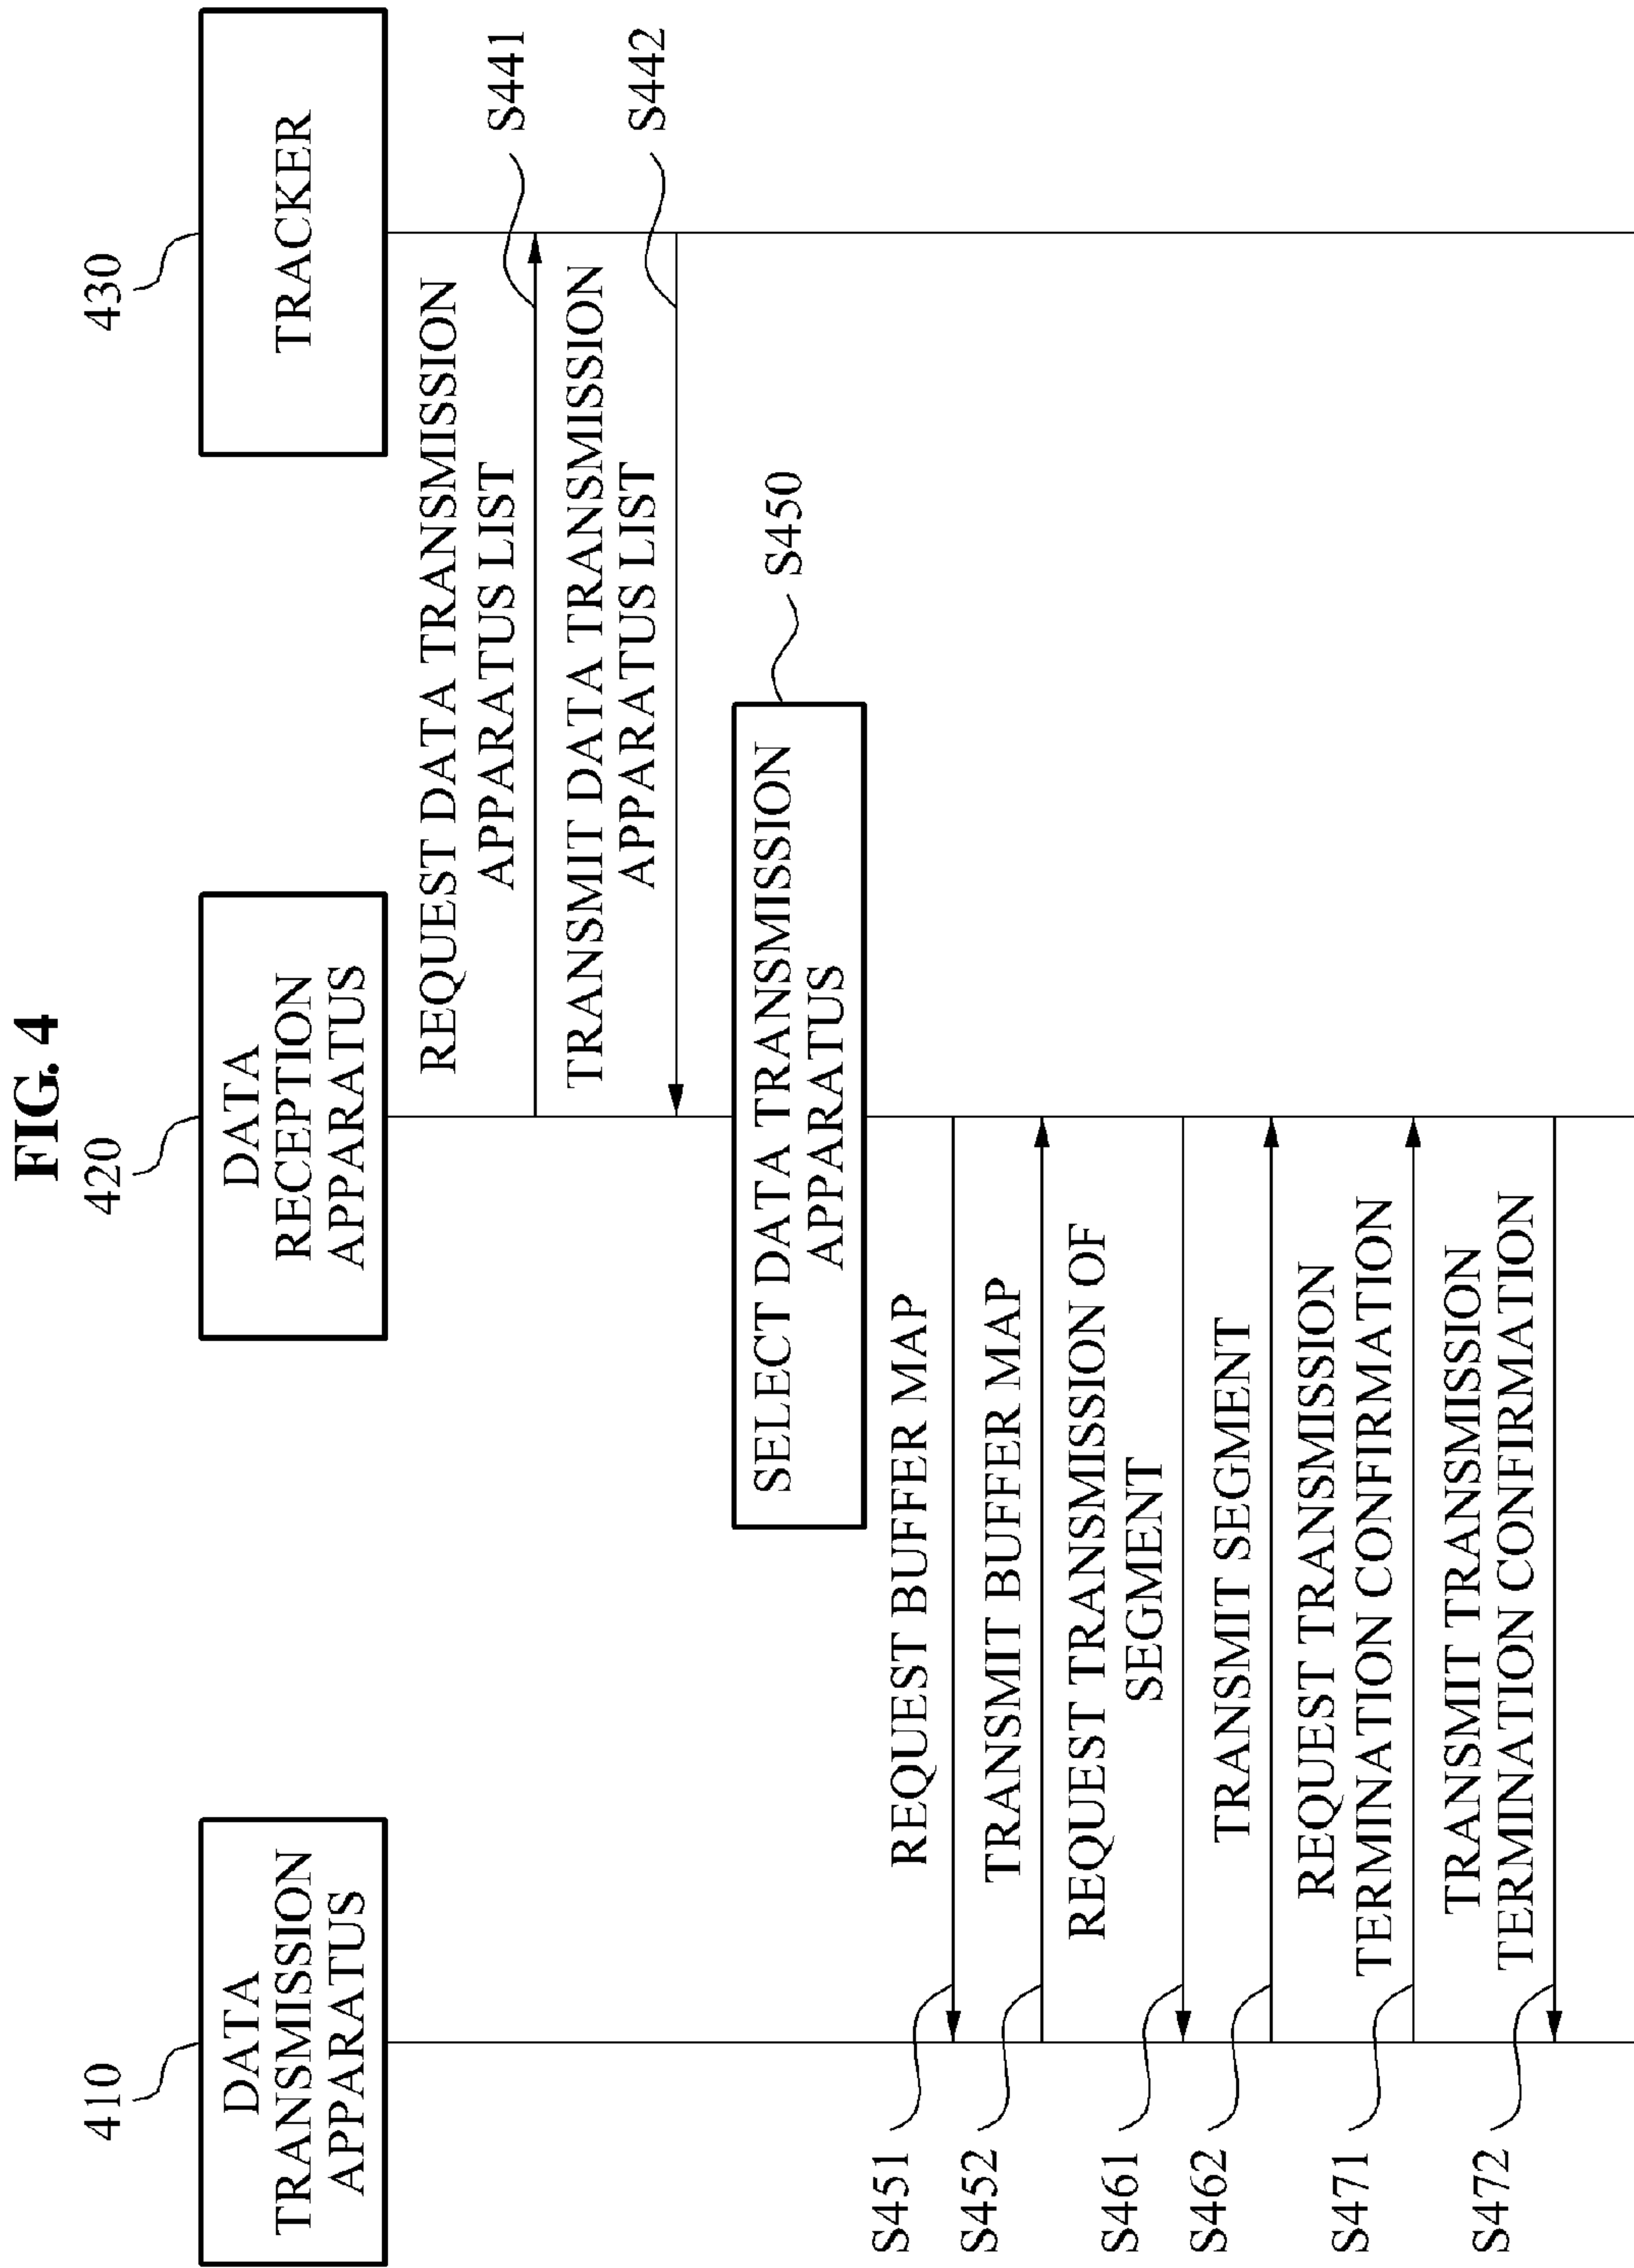 FIG. 4
410
420
430
DATA
TRANSMISSION
APPARATUS
DATA
RECEPTION
APPARATUS
TRACKER
REQUEST DATA TRANSMISSION
APPARATUS LIST
S441
TRANSMIT DATA TRANSMISSION
APPARATUS LIST
S442
SELECT DATA TRANSMISSION
APPARATUS
S450
S451
REQUEST BUFFER MAP
S452
TRANSMIT BUFFER MAP
S461
REQUEST TRANSMISSION OF
SEGMENT
S462
TRANSMIT SEGMENT
S471
REQUEST TRANSMISSION
TERMINATION CONFIRMATION
S472
TRANSMIT TRANSMISSION
TERMINATION CONFIRMATION